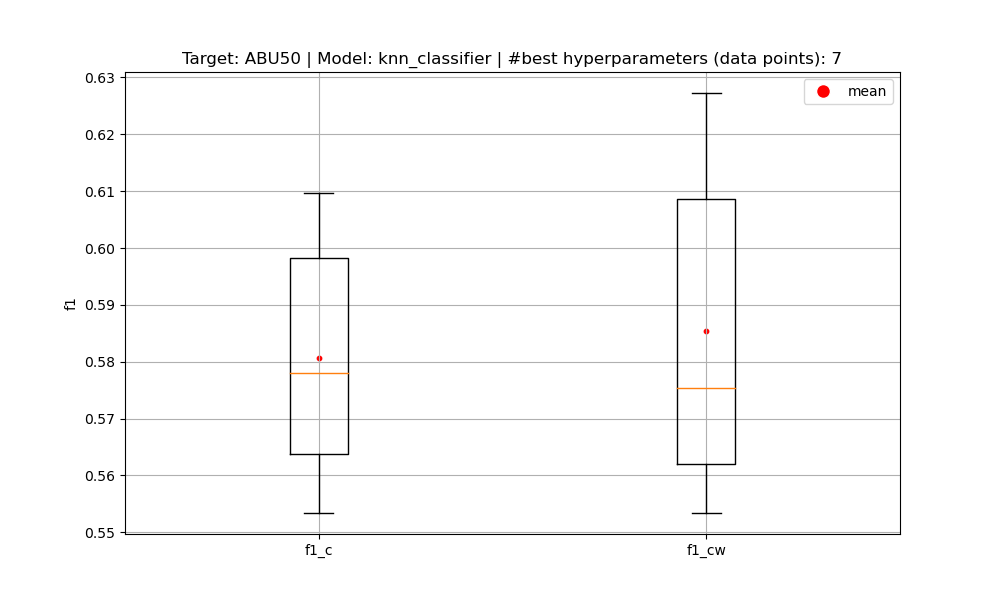 Target: ABU50 | Model: knn_classifier | #best hyperparameters (data points): 7
mean
f1
0.63
0.62
0.61
0.60
0.59
0.58
0.57
0.56
0.55
f1_c
f1_cw